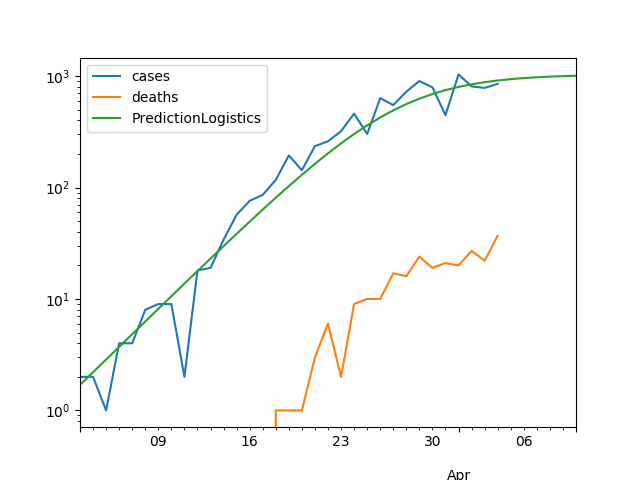 10³
cases
deaths
PredictionLogistics
10²
10¹
10⁰
09 16 23 30 06
Apr